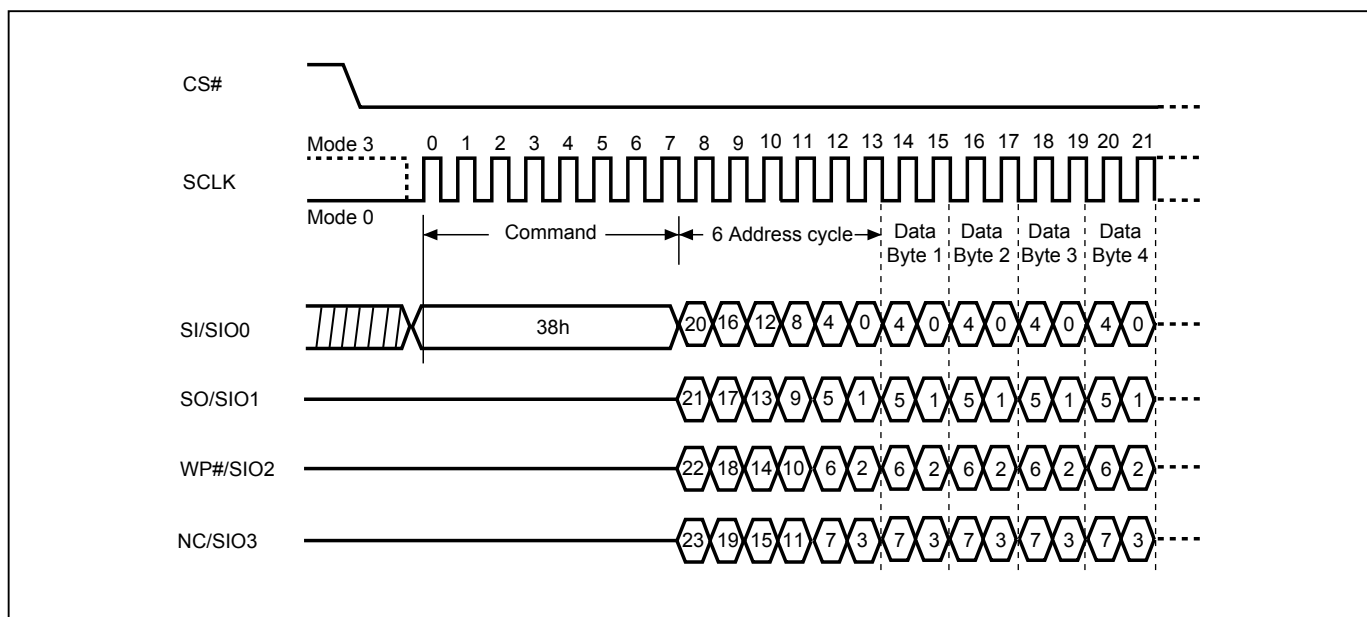 CS#
Mode 3
0 1 2 3 4 5 6 7 8 9 10 11 12 13 14 15 16 17 18 19 20 21
SCLK
Mode 0
Command 6 Address cycle Data Byte 1 Data Byte 2 Data Byte 3 Data Byte 4
SI/SIO0 38h 20 16 12 8 4 0 4 0 4 0 4 0 4 0
SO/SIO1 21 17 13 9 5 1 5 1 5 1 5 1 5 1
WP#/SIO2 22 18 14 10 6 2 6 2 6 2 6 2 6 2
NC/SIO3 23 19 15 11 7 3 7 3 7 3 7 3 7 3